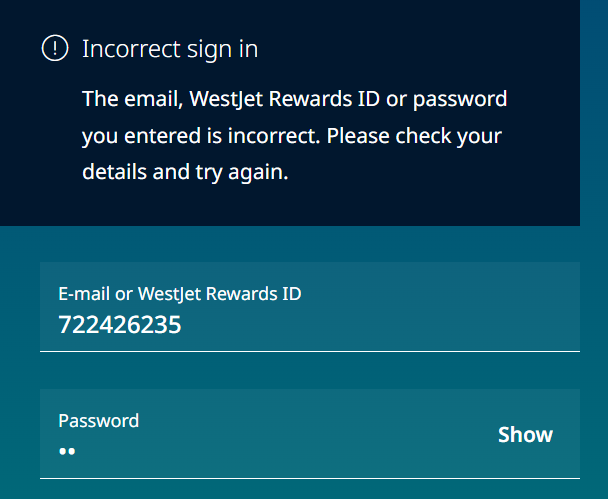 Incorrect sign in
The email, WestJet Rewards ID or password
you entered is incorrect. Please check your
details and try again.
E-mail or WestJet Rewards ID
722426235
Password
••
Show